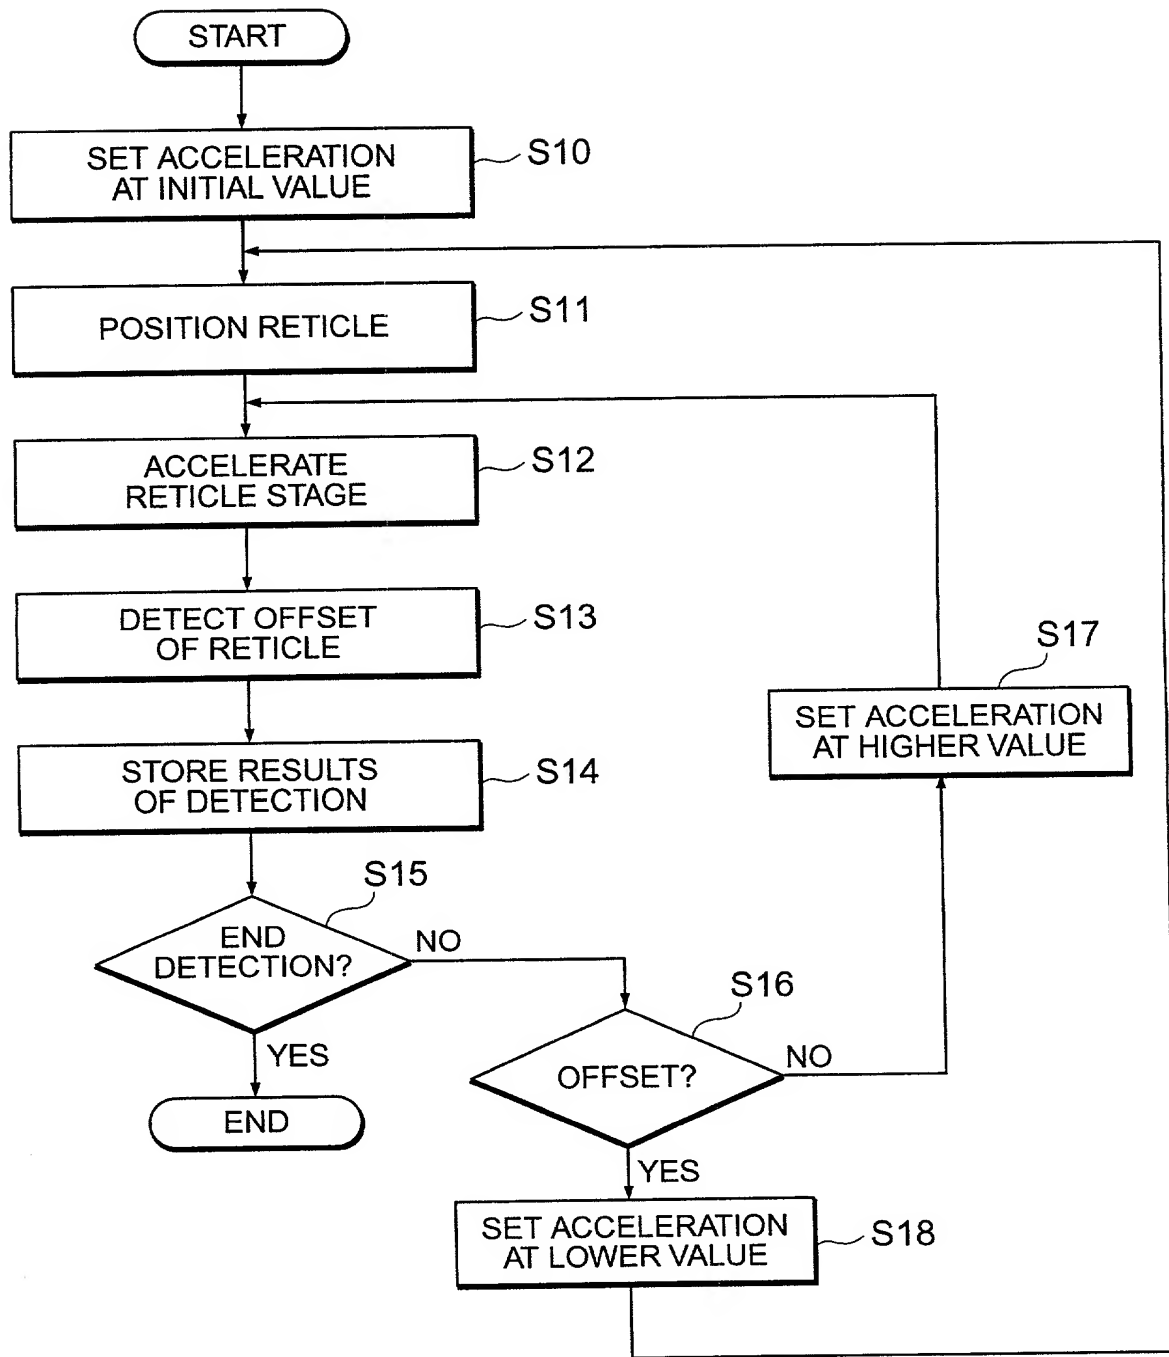 START
SET ACCELERATION
AT INITIAL VALUE
S10
POSITION RETICLE
S11
ACCELERATE
RETICLE STAGE
S12
DETECT OFFSET
OF RETICLE
S13
STORE RESULTS
OF DETECTION
S14
END
DETECTION?
S15
NO
YES
END
OFFSET?
S16
NO
YES
SET ACCELERATION
AT HIGHER VALUE
S17
SET ACCELERATION
AT LOWER VALUE
S18